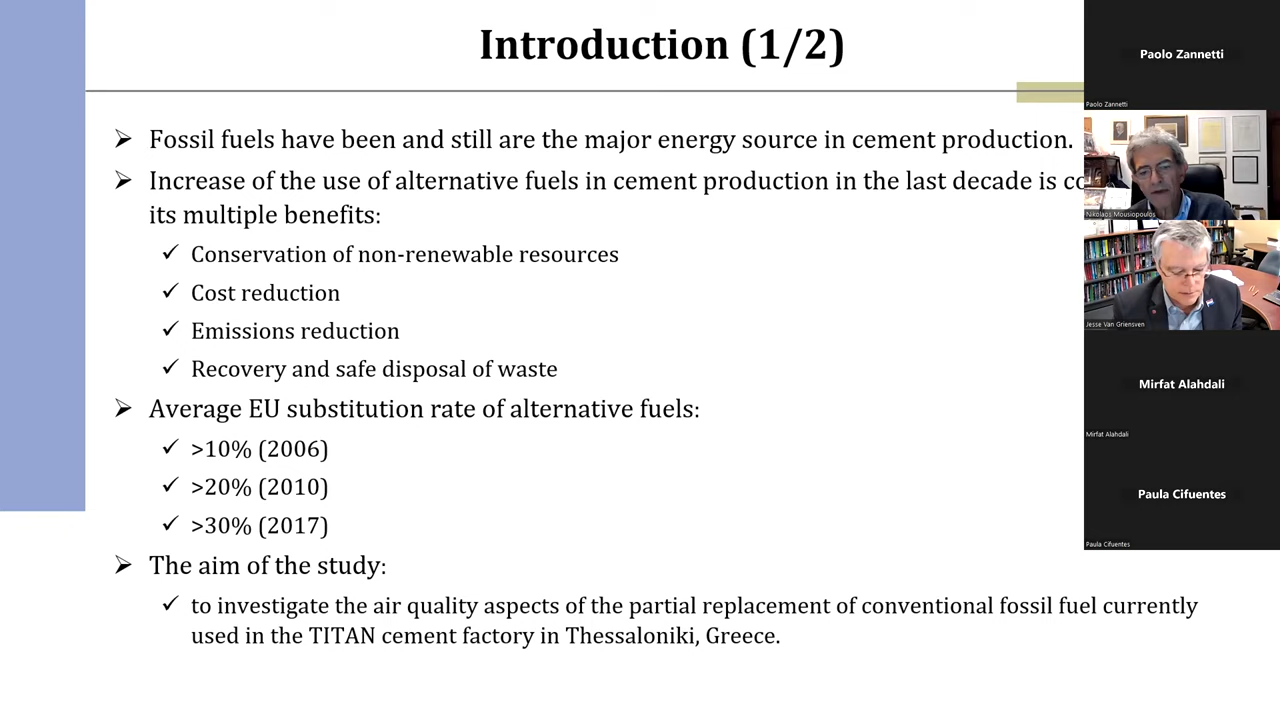 Introduction (1/2)
Fossil fuels have been and still are the major energy source in cement production.
Increase of the use of alternative fuels in cement production in the last decade is
its multiple benefits:
Conservation of non-renewable resources
Cost reduction
Emissions reduction
Recovery and safe disposal of waste
Average EU substitution rate of alternative fuels:
>10% (2006)
>20% (2010)
>30% (2017)
The aim of the study:
to investigate the air quality aspects of the partial replacement of conventional fossil fuel currently
used in the TITAN cement factory in Thessaloniki, Greece.
Paolo Zannetti
Paolo Zannetti
Nikolaos Mousiopoulos
Jesse Van Griensven
Mirfat Alahdali
Mirfat Alahdali
Paula Cifuentes
Paula Cifuentes